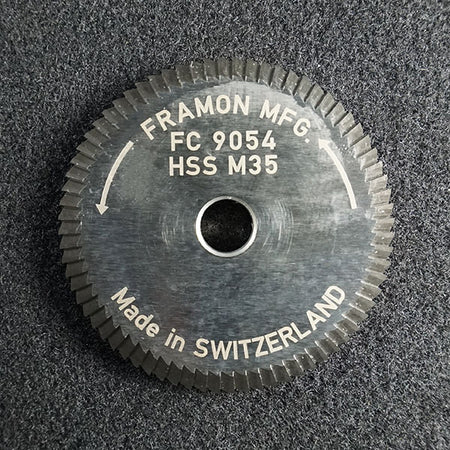 FRAMON MFG.
FC 9054
HSS M35
Made in SWITZERLAND